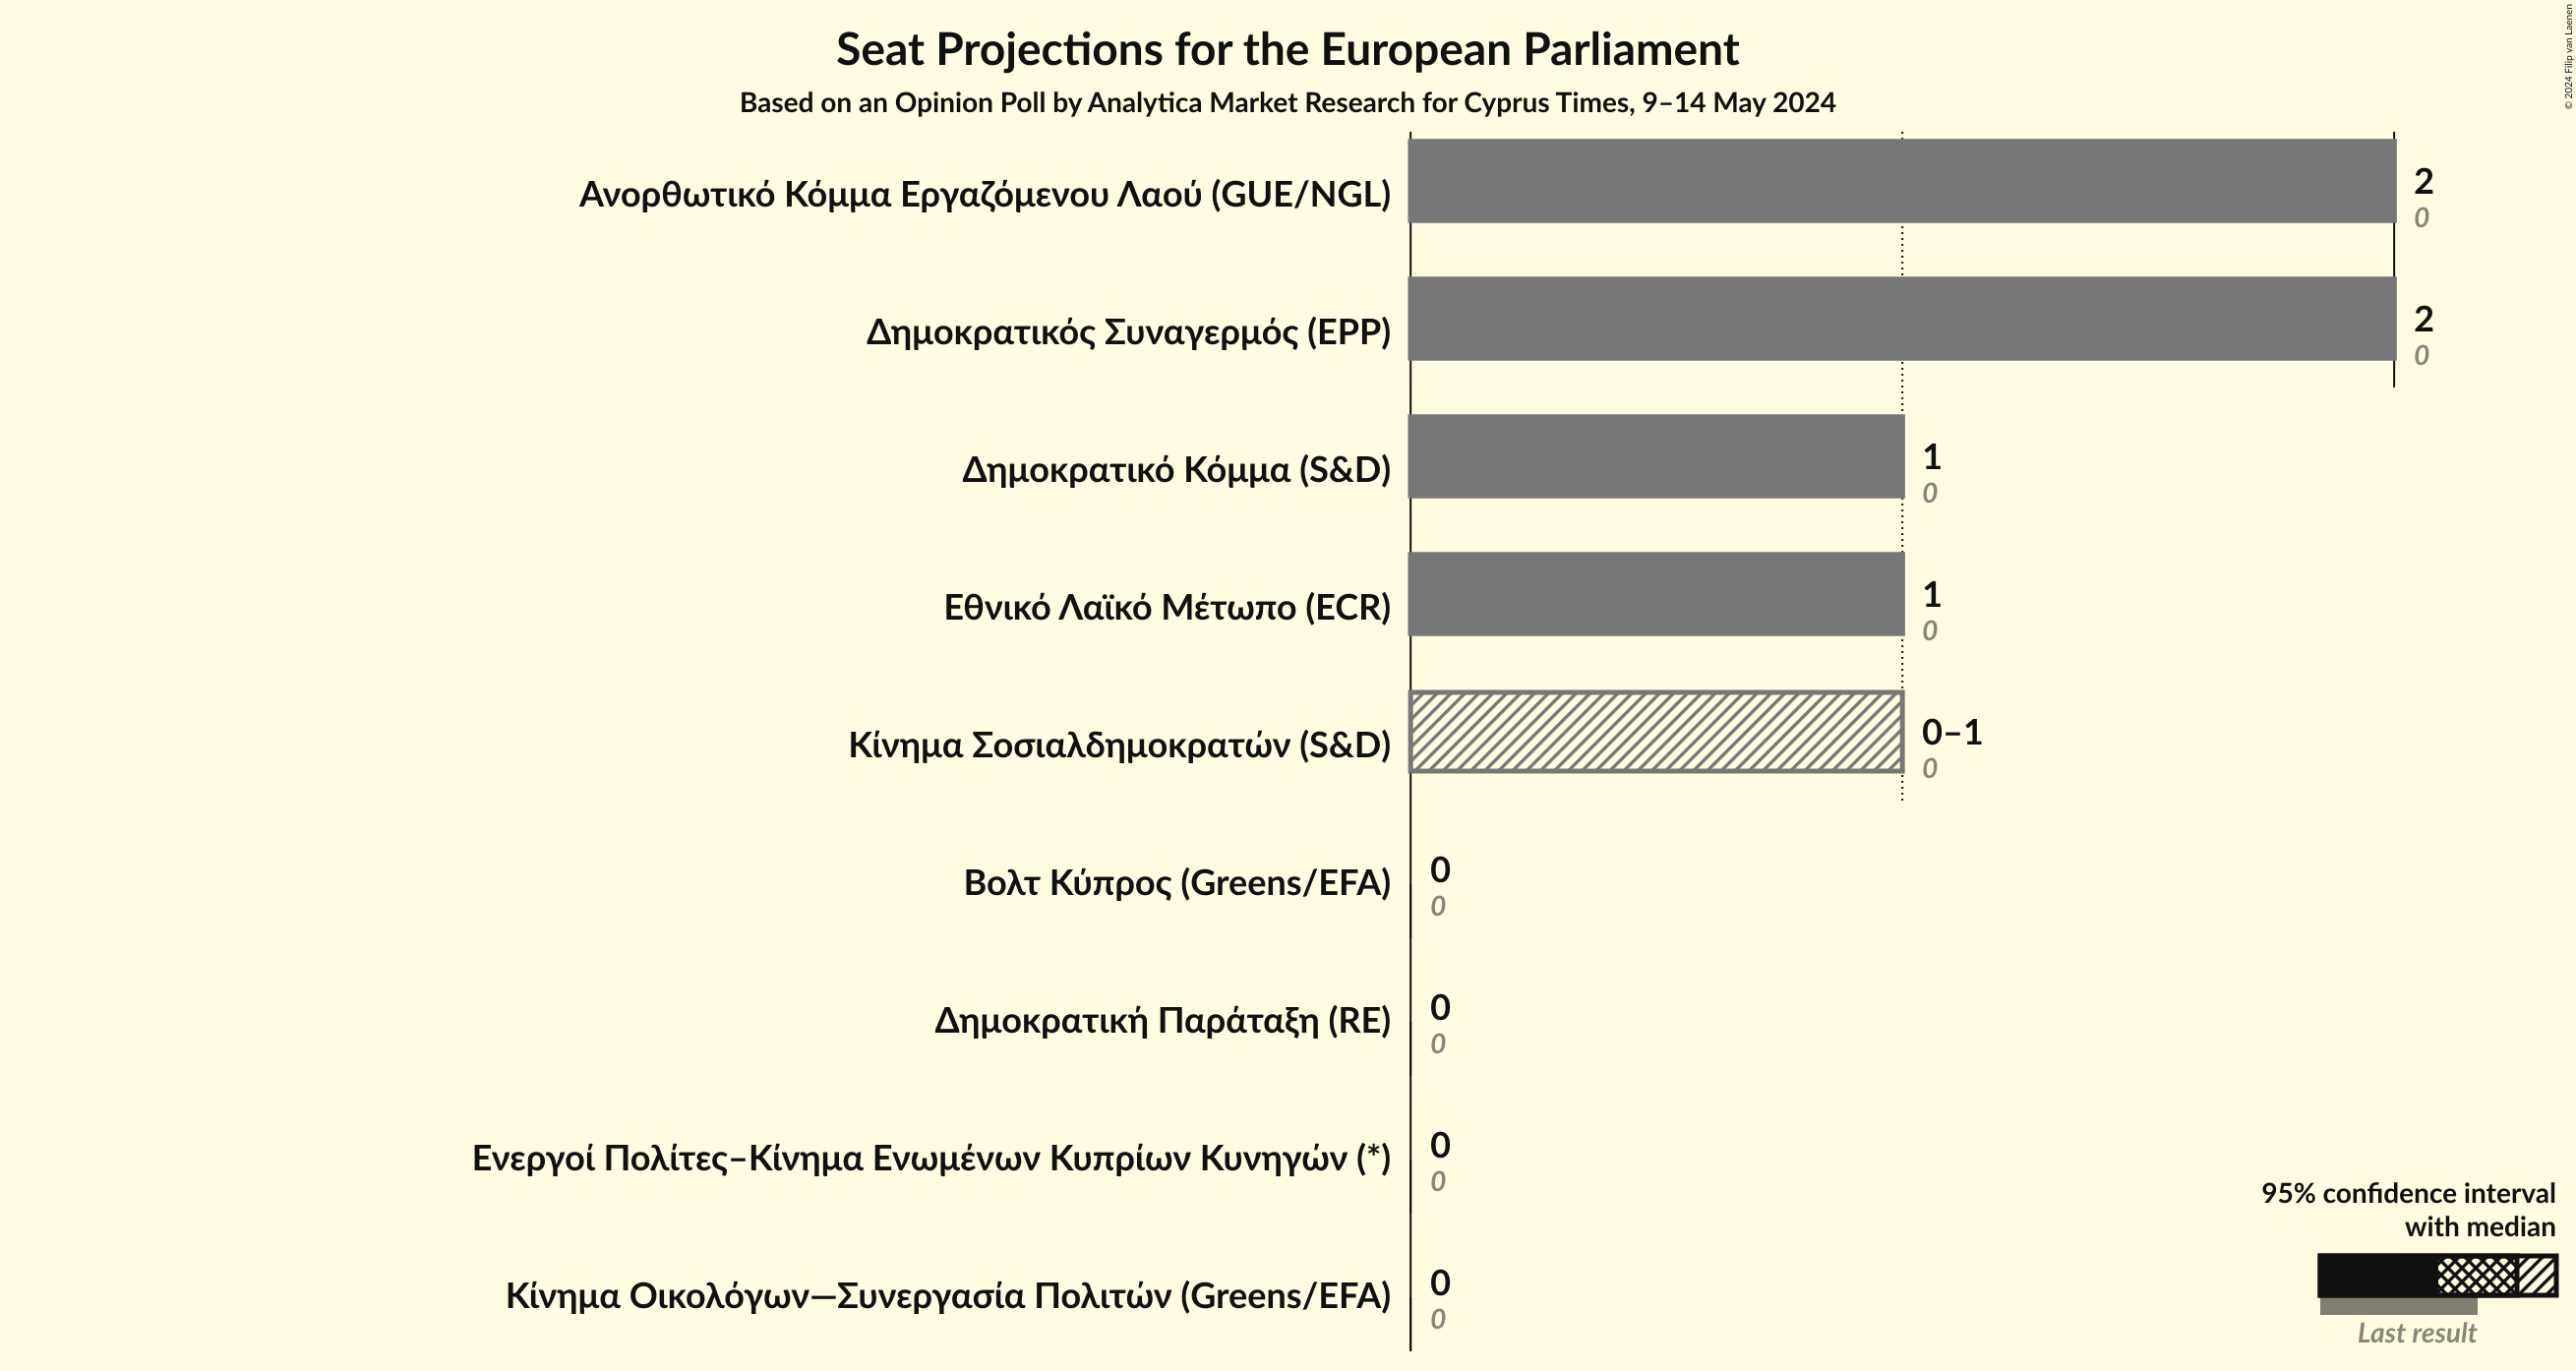 Seat Projections for the European Parliament
Based on an Opinion Poll by Analytica Market Research for Cyprus Times, 9–14 May 2024
© 2024 Filip van Laenen
Ανορθωτικό Κόμμα Εργαζόμενου Λαού (GUE/NGL)
2
0
Δημοκρατικός Συναγερμός (EPP)
2
0
Δημοκρατικό Κόμμα (S&D)
1
0
Εθνικό Λαϊκό Μέτωπο (ECR)
1
0
Κίνημα Σοσιαλδημοκρατών (S&D)
0–1
0
Βολτ Κύπρος (Greens/EFA)
0
0
Δημοκρατική Παράταξη (RE)
0
0
Ενεργοί Πολίτες–Κίνημα Ενωμένων Κυπρίων Κυνηγών (*)
0
0
Κίνημα Οικολόγων—Συνεργασία Πολιτών (Greens/EFA)
0
0
95% confidence interval
with median
Last result